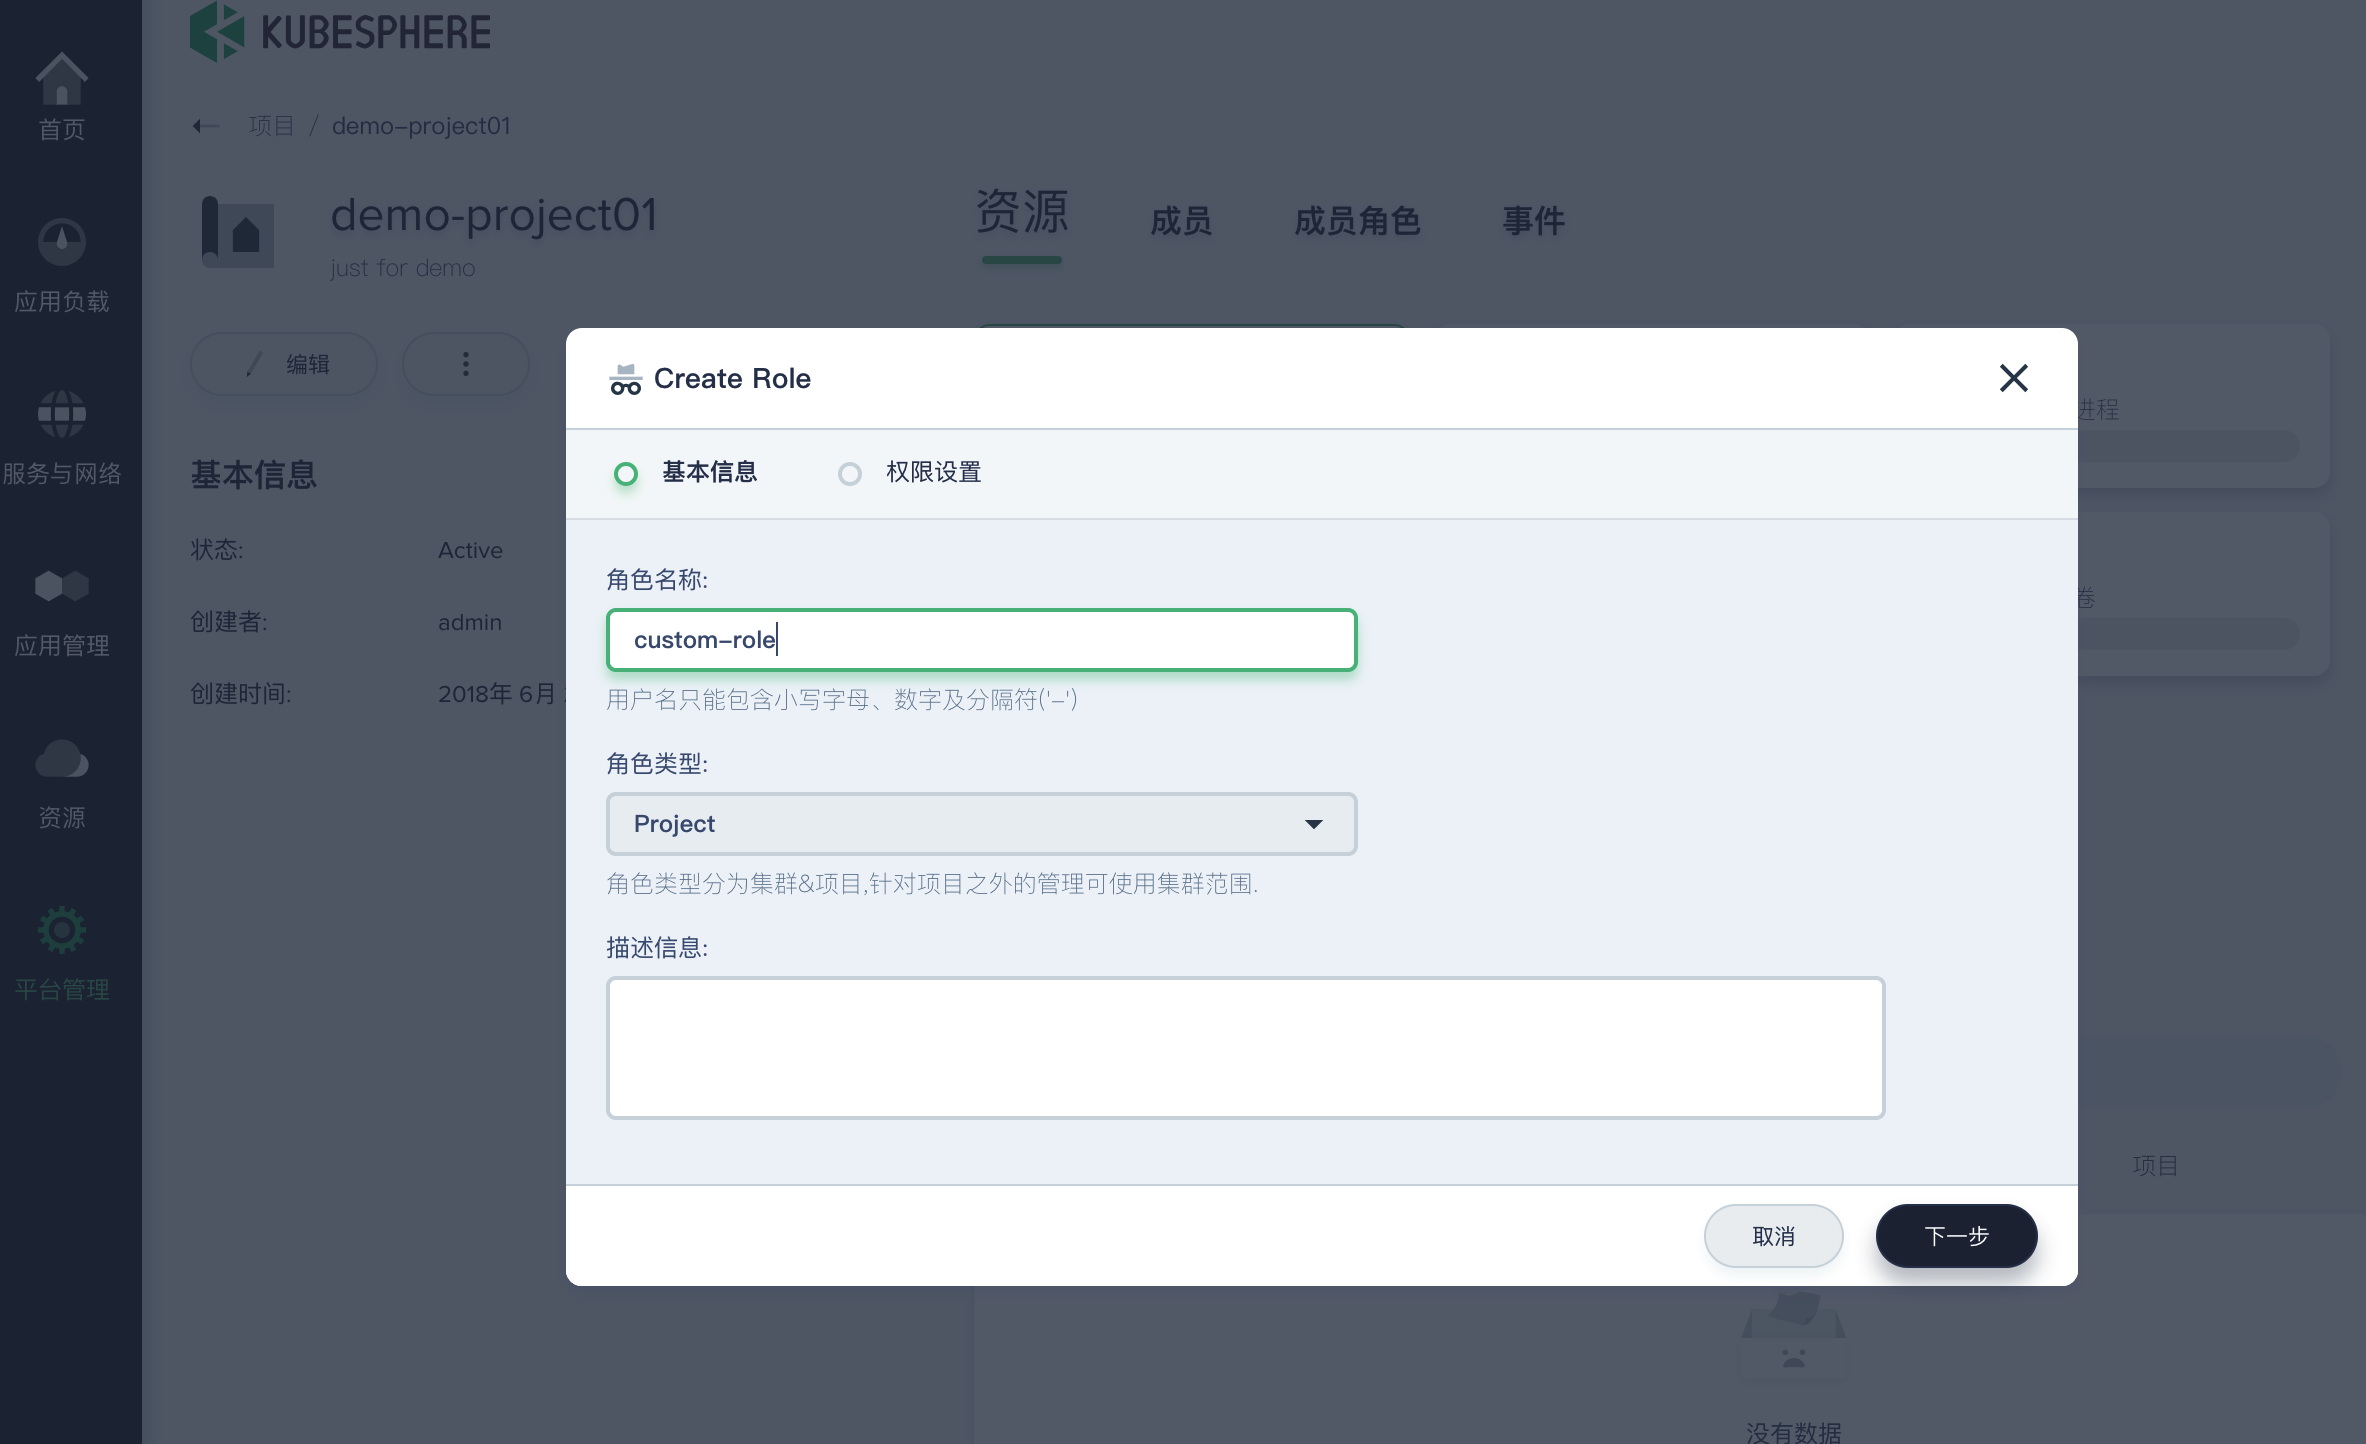 KUBESPHERE
首页
应用负载
服务与网络
应用管理
资源
平台管理
项目 / demo-project01
demo-project01
just for demo
编辑
资源
成员
成员角色
事件
基本信息
状态: Active
创建者: admin
创建时间: 2018年 6月
Create Role
基本信息
权限设置
角色名称:
custom-role
用户名只能包含小写字母、数字及分隔符('-')
角色类型:
Project
角色类型分为集群&项目,针对项目之外的管理可使用集群范围.
描述信息:
取消
下一步
进程
卷
项目
没有数据